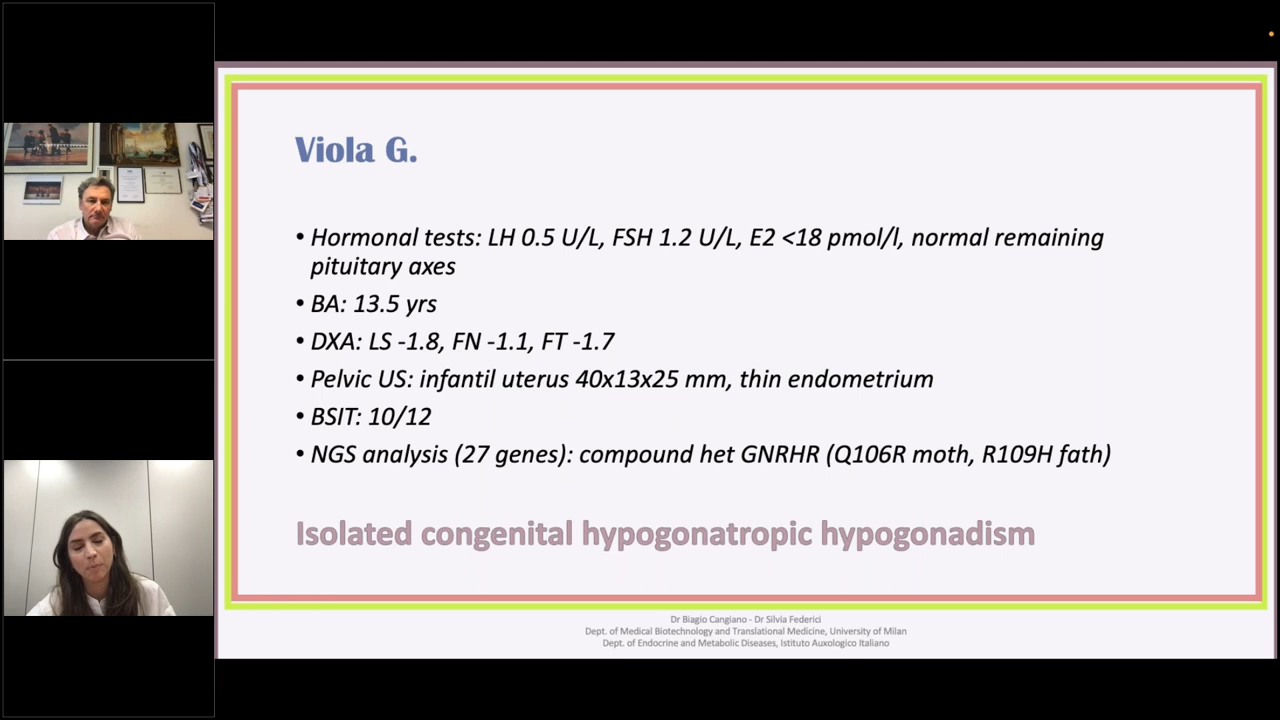 Viola G.
• Hormonal tests: LH 0.5 U/L, FSH 1.2 U/L, E2 <18 pmol/l, normal remaining
pituitary axes
• BA: 13.5 yrs
• DXA: LS -1.8, FN -1.1, FT -1.7
• Pelvic US: infantil uterus 40x13x25 mm, thin endometrium
• BSIT: 10/12
• NGS analysis (27 genes): compound het GNRHR (Q106R moth, R109H fath)
Isolated congenital hypogonatropic hypogonadism
Dr Biagio Cangiano - Dr Silvia Federici
Dept. of Medical Biotechnology and Translational Medicine, University of Milan
Dept. of Endocrine and Metabolic Diseases, Istituto Auxologico Italiano